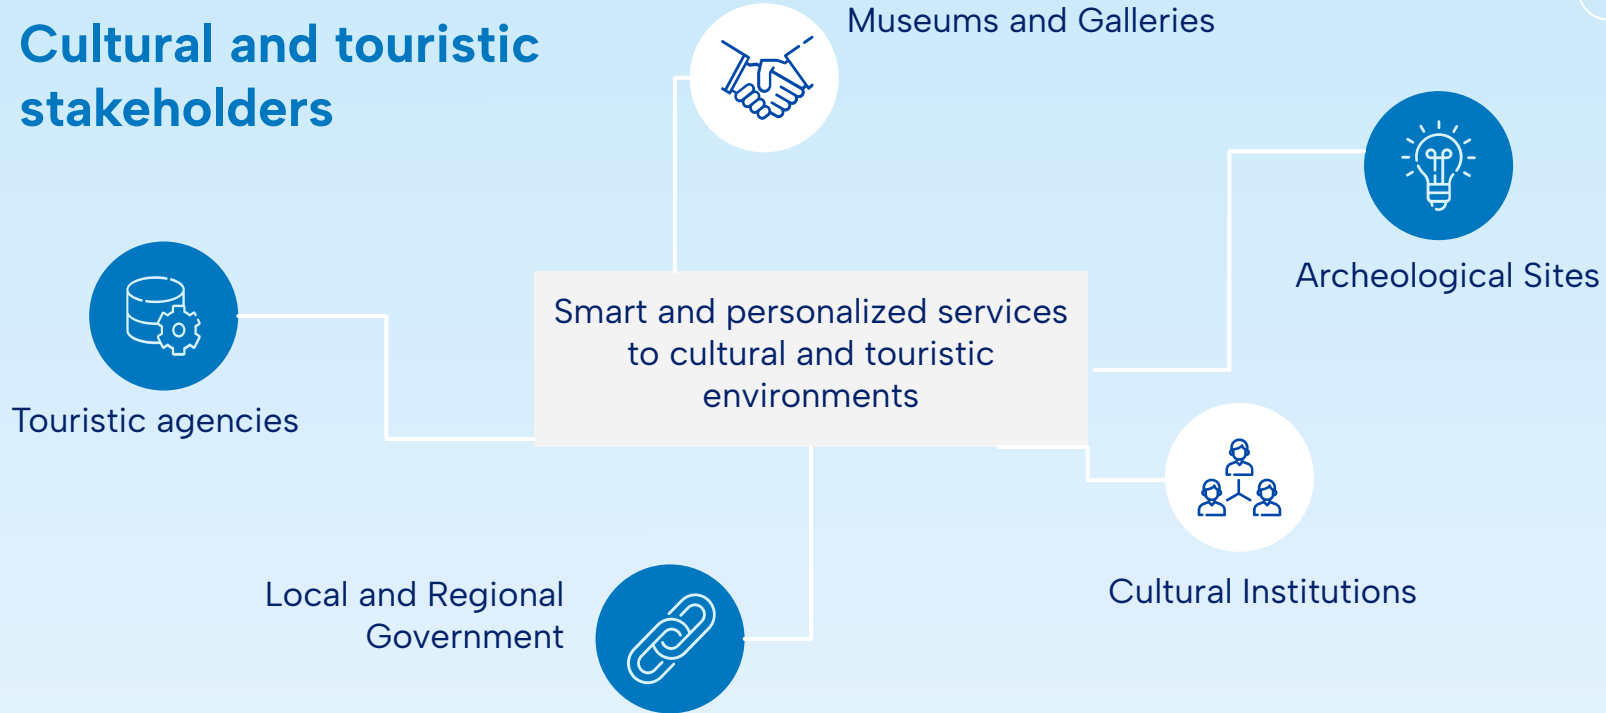 Cultural and touristic
stakeholders
Museums and Galleries
Archeological Sites
Smart and personalized services
to cultural and touristic
environments
Touristic agencies
Local and Regional
Government
Cultural Institutions